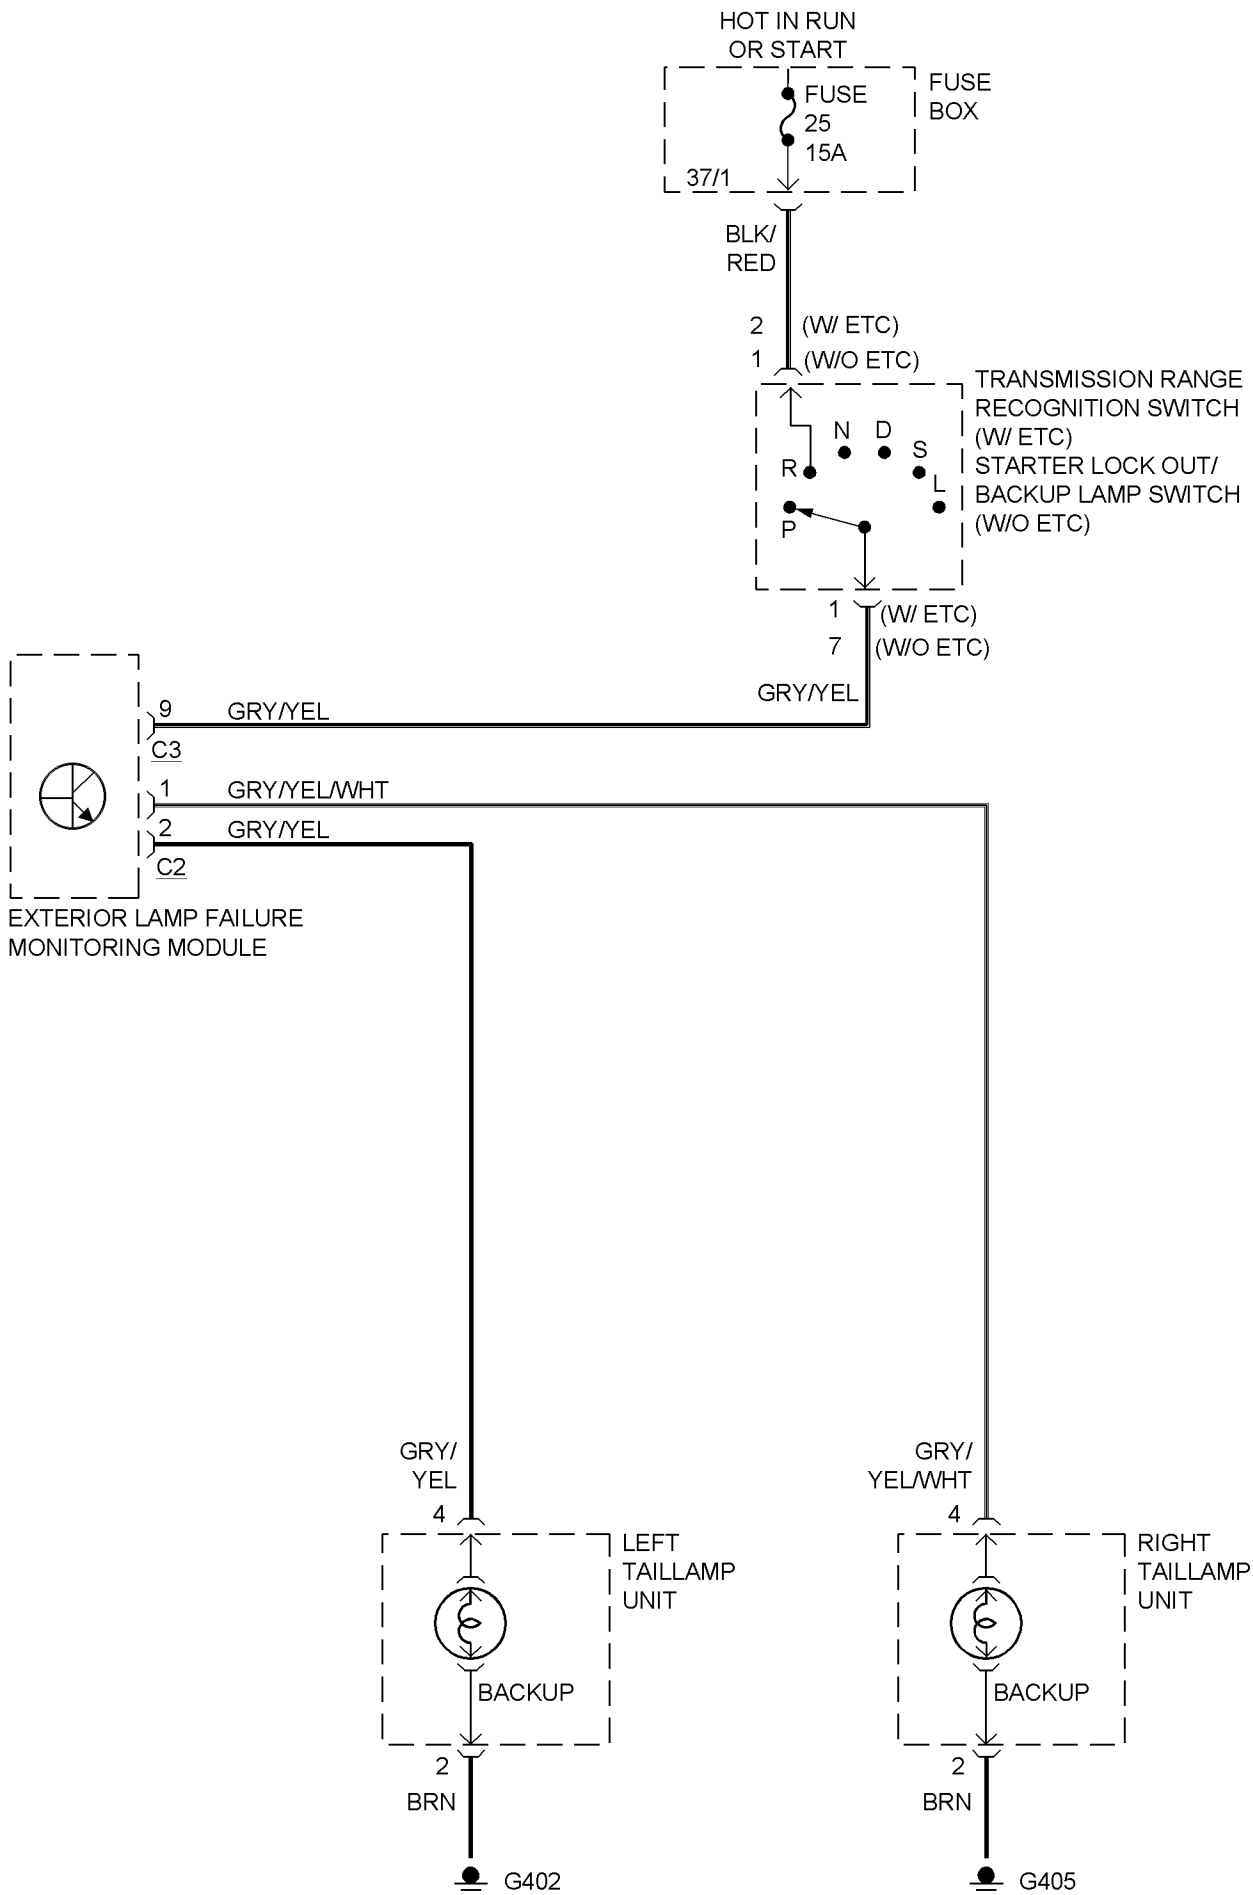 HOT IN RUN
OR START
FUSE
BOX
FUSE
25
15A
37/1
BLK/
RED
2 (W/ ETC)
1 (W/O ETC)
TRANSMISSION RANGE
RECOGNITION SWITCH
(W/ ETC)
STARTER LOCK OUT/
BACKUP LAMP SWITCH
(W/O ETC)
N D
S
R
L
P
1 (W/ ETC)
7 (W/O ETC)
GRY/YEL
9 GRY/YEL
C3
1 GRY/YEL/WHT
2 GRY/YEL
C2
EXTERIOR LAMP FAILURE
MONITORING MODULE
GRY/
YEL
4
LEFT
TAILLAMP
UNIT
BACKUP
2
BRN
G402
GRY/
YEL/WHT
4
RIGHT
TAILLAMP
UNIT
BACKUP
2
BRN
G405